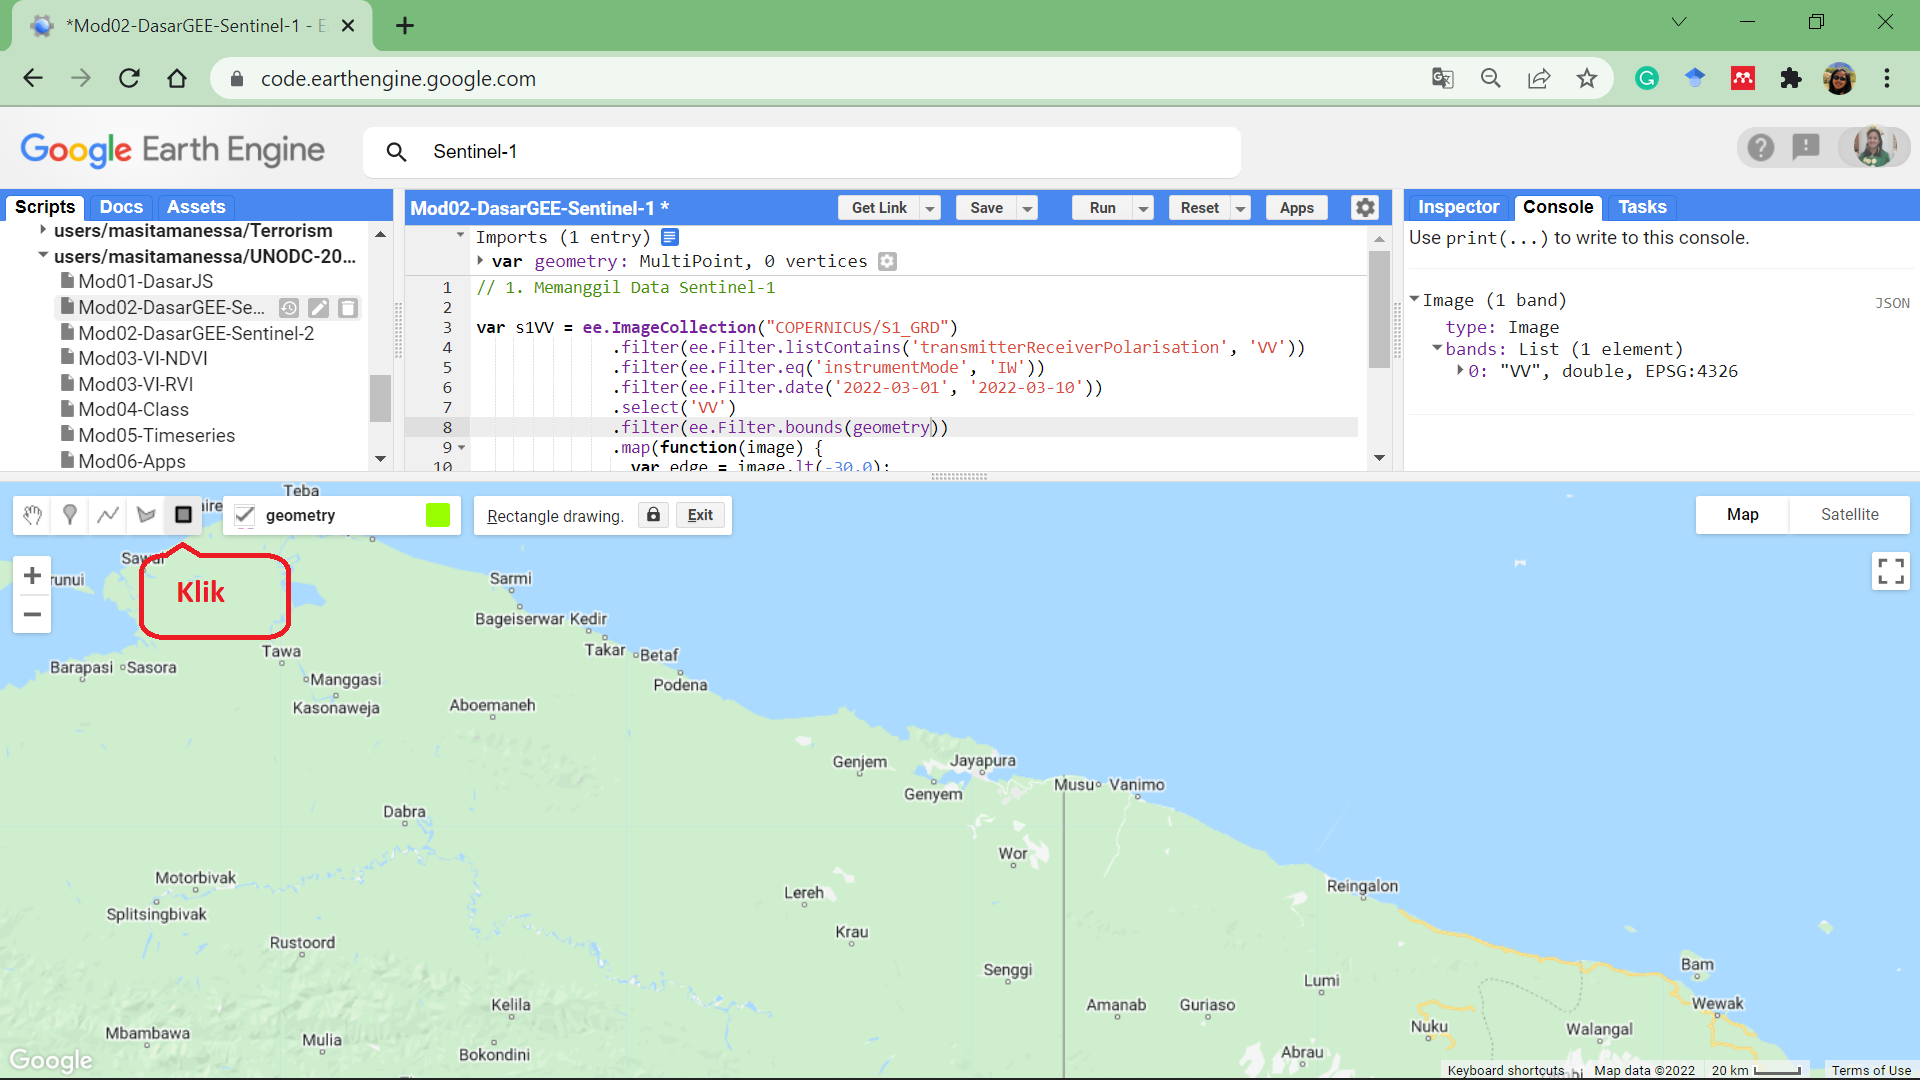 *Mod02-DasarGEE-Sentinel-1 - E
code.earthengine.google.com
Google Earth Engine
Sentinel-1
Scripts Docs Assets
users/masitamanessa/Terrorism
users/masitamanessa/UNODC-20...
Mod01-DasarJS
Mod02-DasarGEE-Se...
Mod02-DasarGEE-Sentinel-2
Mod03-VI-NDVI
Mod03-VI-RVI
Mod04-Class
Mod05-Timeseries
Mod06-Apps
Mod02-DasarGEE-Sentinel-1 *
Get Link Save Run Reset Apps
Imports (1 entry)
var geometry: MultiPoint, 0 vertices
1 // 1. Memanggil Data Sentinel-1
2
3 var s1VV = ee.ImageCollection("COPERNICUS/S1_GRD")
4 .filter(ee.Filter.listContains('transmitterReceiverPolarisation', 'VV'))
5 .filter(ee.Filter.eq('instrumentMode', 'IW'))
6 .filter(ee.Filter.date('2022-03-01', '2022-03-10'))
7 .select('VV')
8 .filter(ee.Filter.bounds(geometry))
9 .map(function(image) {
10 var edge = image.lt(-30.0);
Inspector Console Tasks
Use print(...) to write to this console.
Image (1 band)
JSON
type: Image
bands: List (1 element)
0: "VV", double, EPSG:4326
geometry
Rectangle drawing. Exit
Map Satellite
Klik
Teba
Sarmi
Bageiserwar Kedir
Takar
Betaf
Podena
Tawa
Barapasi
Sasora
Manggasi
Kasonaweja
Aboemaneh
Genjem
Jayapura
Genyem
Musu
Vanimo
Dabra
Wor
Motorbivak
Splitsingbivak
Lereh
Reingalon
Rustoord
Krau
Senggi
Bam
Lumi
Kelila
Amanab
Guriaso
Wewak
Mbambawa
Mulia
Bokondini
Nuku
Walangal
Abrau
Google
Keyboard shortcuts Map data ©2022 20 km Terms of Use